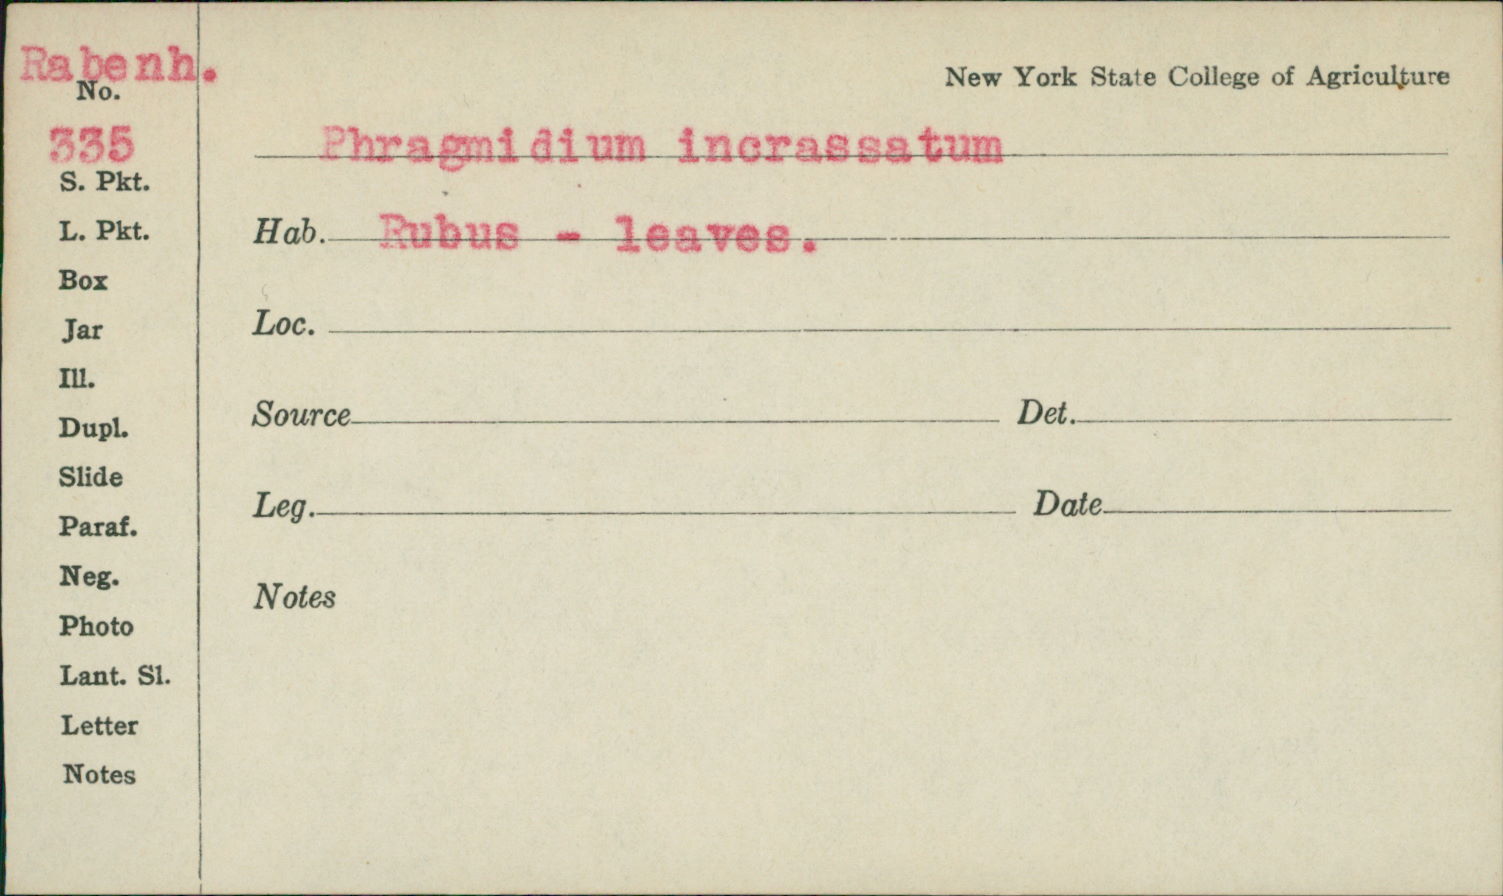 Rabenh.
New York State College of Agriculture
No.
335
Phragmidium incrassatum
S. Pkt.
L. Pkt.
Hab. Rubus - leaves.
Box
Loc.
Jar
Ill.
Source Det.
Dupl.
Slide
Leg. Date
Paraf.
Neg.
Notes
Photo
Lant. Sl.
Letter
Notes